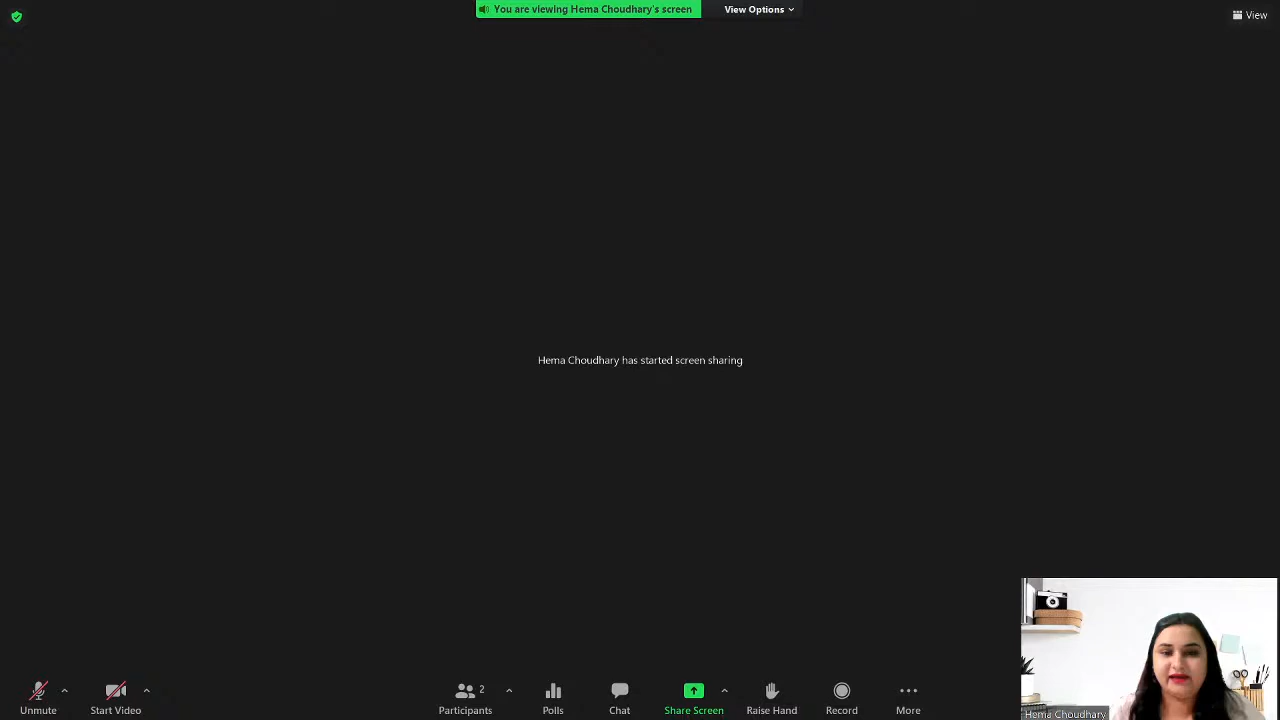 You are viewing Hema Choudhary's screen
View Options
View
Hema Choudhary has started screen sharing
Hema Choudhary
Unmute
Start Video
Participants
2
Polls
Chat
Share Screen
Raise Hand
Record
More